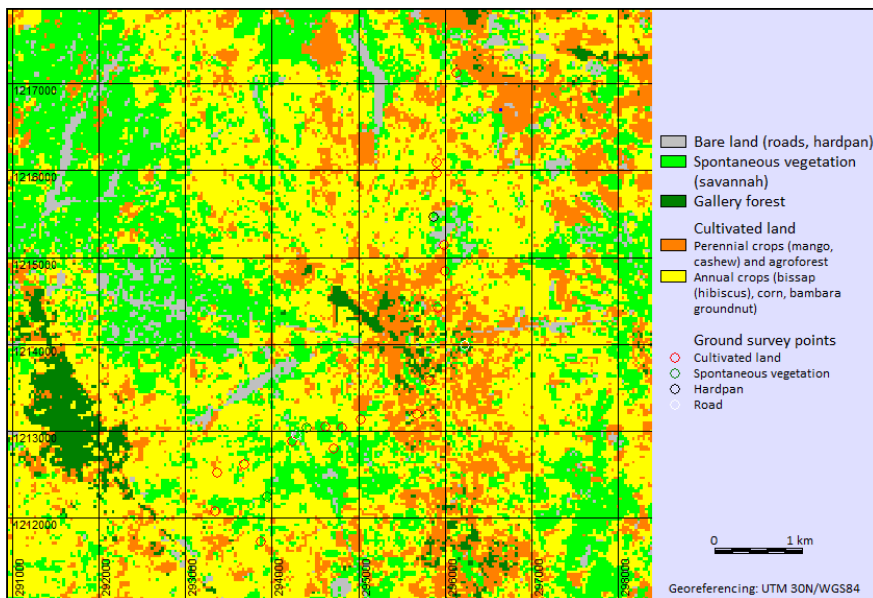 Bare land (roads, hardpan)
Spontaneous vegetation
(savannah)
Gallery forest
Cultivated land
Perennial crops (mango,
cashew) and agroforest
Annual crops (bissap
(hibiscus), corn, bambara
groundnut)
Ground survey points
Cultivated land
Spontaneous vegetation
Hardpan
Road
0 1 km
Georeferencing: UTM 30N/WGS84
1217000
1216000
1215000
1214000
1213000
1212000
291000
292000
293000
294000
295000
296000
297000
298000